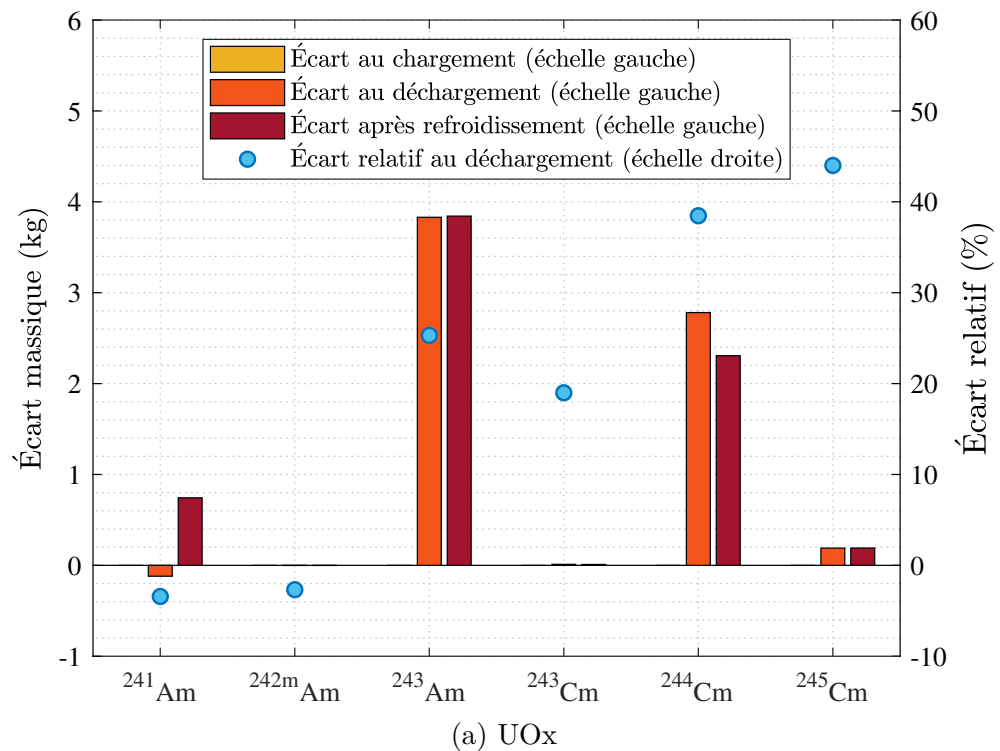 Écart au chargement (échelle gauche)
Écart au déchargement (échelle gauche)
Écart après refroidissement (échelle gauche)
Écart relatif au déchargement (échelle droite)
Écart massique (kg)
6
4
3
2
1
0
-1
60
50
40
30
20
10
0
-10
Écart relatif (%)
5
²⁴¹Am ²⁴²ᵐAm ²⁴³Am ²⁴³Cm ²⁴⁴Cm ²⁴⁵Cm
(a) UOx